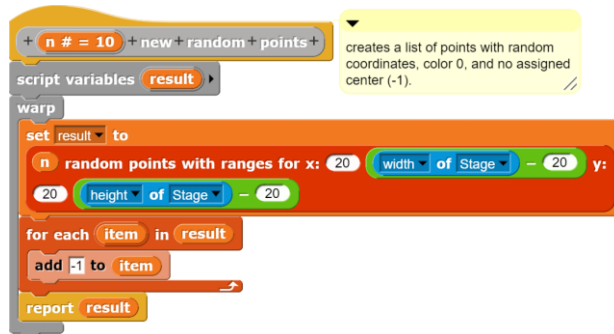 + n # = 10 + new + random + points +
creates a list of points with random
coordinates, color 0, and no assigned
center (-1).
script variables result
warp
set result to
n random points with ranges for x: 20 width of Stage − 20 y:
20 height of Stage − 20
for each item in result
add -1 to item
report result